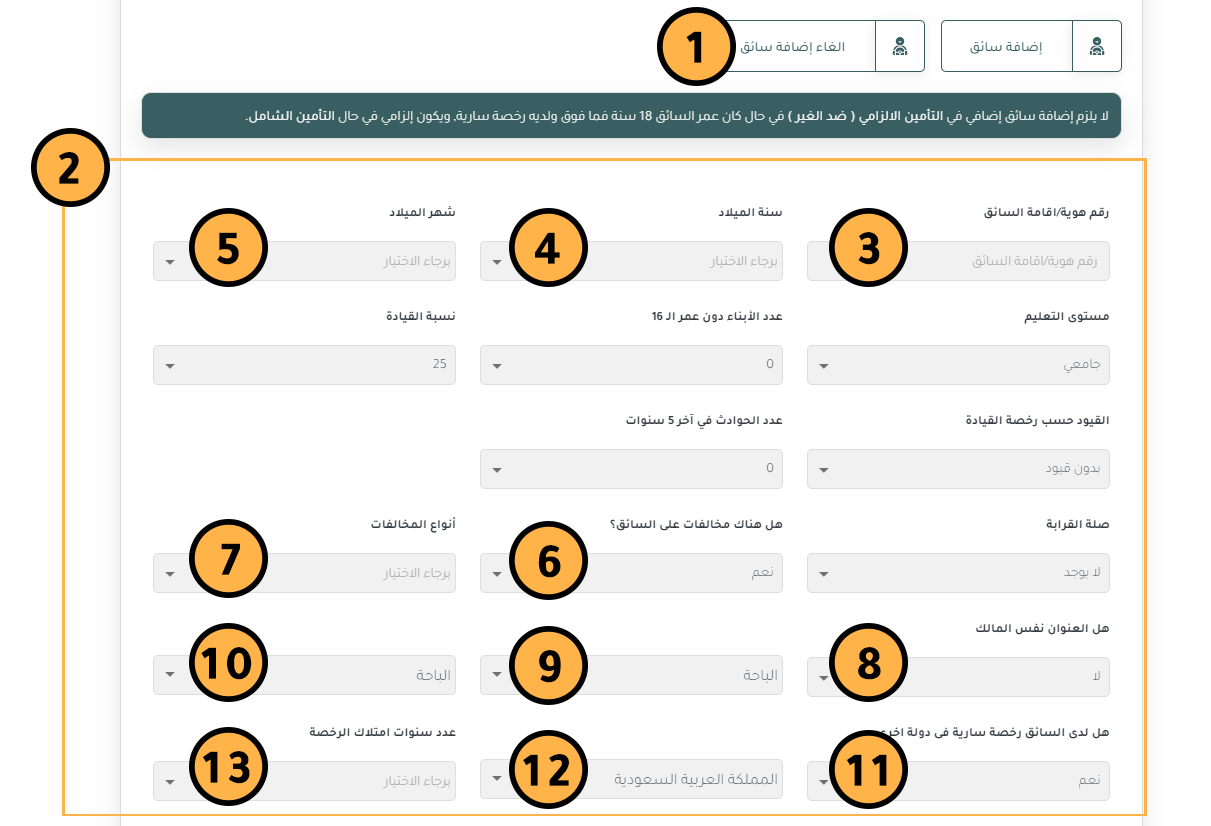 إضافة سائق
الغاء إضافة سائق
1
لا يلزم إضافة سائق إضافي في التأمين الالزامي ( ضد الغير ) في حال كان عمر السائق 18 سنة فما فوق ولديه رخصة سارية, ويكون إلزامي في حال التأمين الشامل.
2
رقم هوية/اقامة السائق
سنة الميلاد
شهر الميلاد
رقم هوية/اقامة السائق
3
برجاء الاختيار
4
برجاء الاختيار
5
مستوى التعليم
عدد الأبناء دون عمر الـ 16
نسبة القيادة
جامعي
0
25
القيود حسب رخصة القيادة
عدد الحوادث في آخر 5 سنوات
بدون قيود
0
صلة القرابة
هل هناك مخالفات على السائق؟
أنواع المخالفات
لا يوجد
نعم
6
برجاء الاختيار
7
هل العنوان نفس المالك
لا
8
الباحة
9
الباحة
10
هل لدى السائق رخصة سارية في دولة اخرى
عدد سنوات امتلاك الرخصة
نعم
11
المملكة العربية السعودية
12
برجاء الاختيار
13